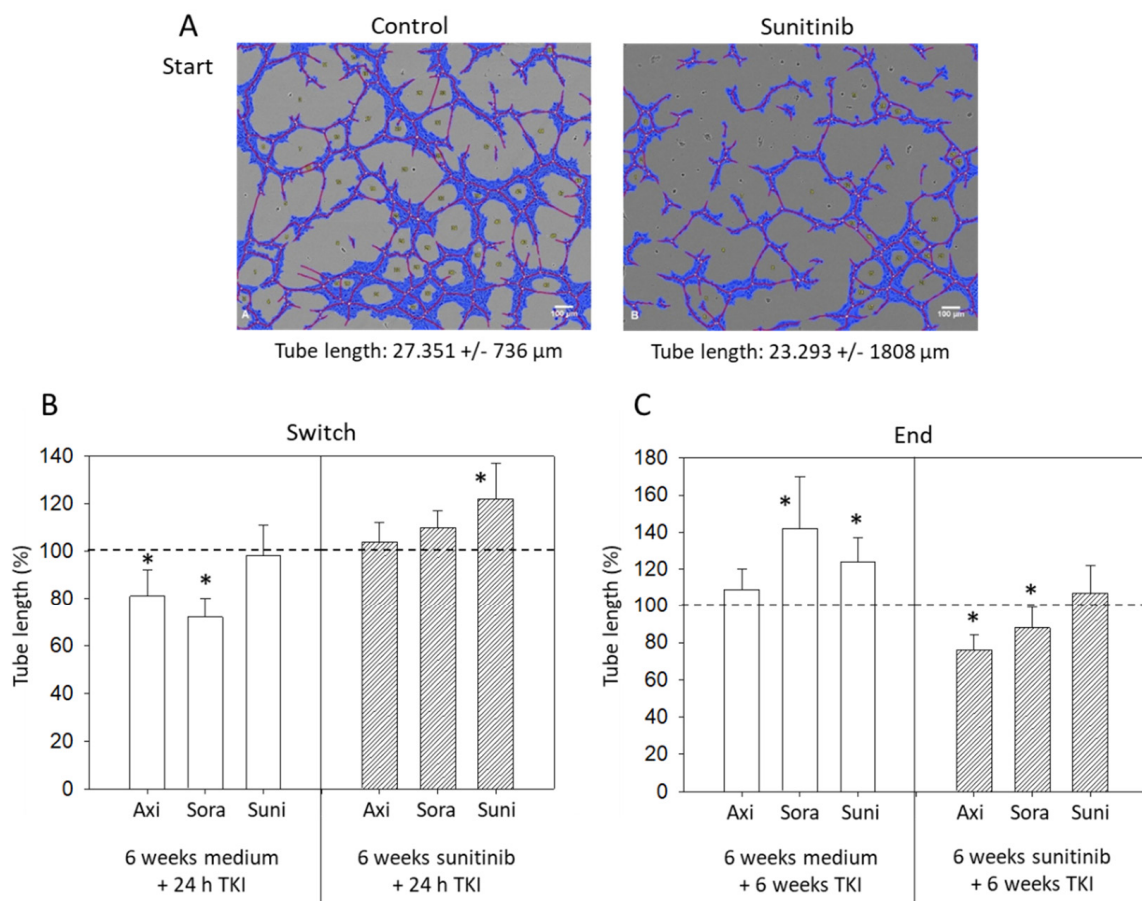 A
Control
Sunitinib
Start
A
100 µm
B
100 µm
Tube length: 27.351 +/- 736 µm
Tube length: 23.293 +/- 1808 µm
B
Switch
Tube length (%)
140
120
100
80
60
40
20
0
*
*
*
Axi
Sora
Suni
Axi
Sora
Suni
6 weeks medium
+ 24 h TKI
6 weeks sunitinib
+ 24 h TKI
C
End
Tube length (%)
180
160
140
120
100
80
60
40
20
0
*
*
*
*
Axi
Sora
Suni
Axi
Sora
Suni
6 weeks medium
+ 6 weeks TKI
6 weeks sunitinib
+ 6 weeks TKI